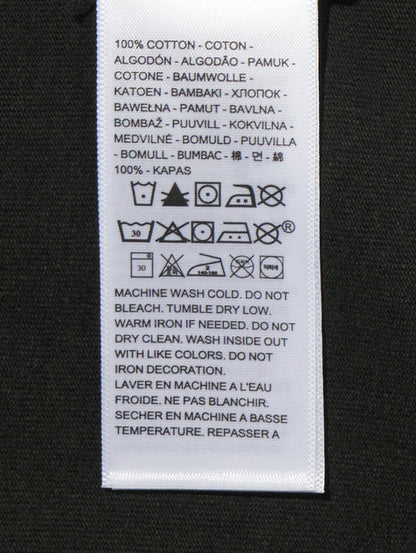 100% COTTON - COTON -
ALGODÓN - ALGODÃO - PAMUK -
COTONE - BAUMWOLLE -
KATOEN - BAMBAKI - ХЛОПОК -
BAWEŁNA - PAMUT - BAVLNA -
BOMBAŽ - PUUVILL - KOKVILNA -
MEDVILNĖ - BOMULD - PUUVILLA
- BOMULL - BUMBAC - 棉 - 면 - 綿
100% - KAPAS
30 ®
30
MACHINE WASH COLD. DO NOT
BLEACH. TUMBLE DRY LOW.
WARM IRON IF NEEDED. DO NOT
DRY CLEAN. WASH INSIDE OUT
WITH LIKE COLORS. DO NOT
IRON DECORATION.
LAVER EN MACHINE A L'EAU
FROIDE. NE PAS BLANCHIR.
SECHER EN MACHINE A BASSE
TEMPERATURE. REPASSER A